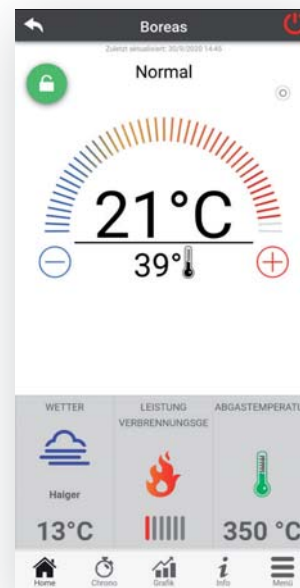 Boreas
Zuletzt aktualisiert: 30/9/2020 14:46
Normal
21°C
39°
WETTER
LEISTUNG
VERBRENNUNGSGE
ABGASTEMPERATU
Haiger
13°C
350 °C
Home
Chrono
Grafik
Info
Menü